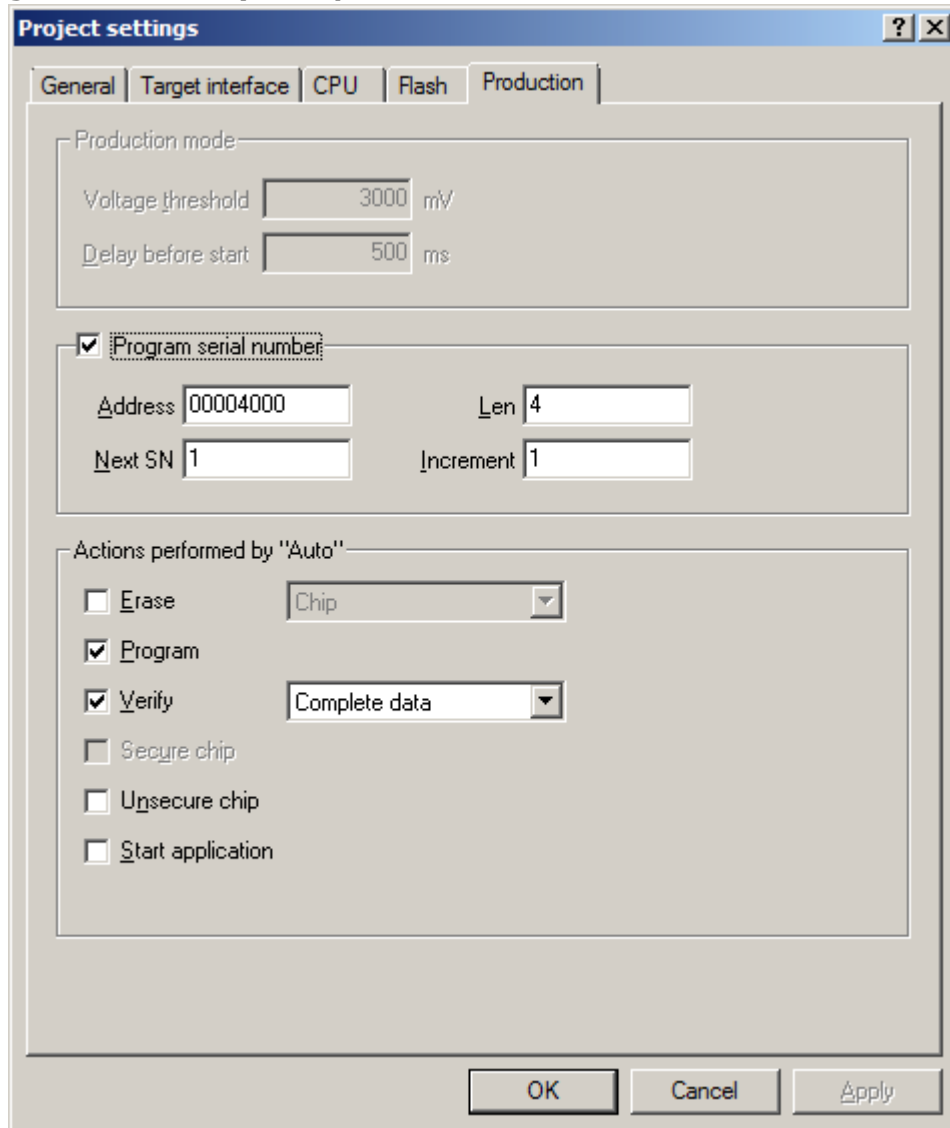 Project settings
General Target interface CPU Flash Production
Production mode
Voltage threshold 3000 mV
Delay before start 500 ms
Program serial number
Address 00004000 Len 4
Next SN 1 Increment 1
Actions performed by "Auto"
Erase Chip
Program
Verify Complete data
Secure chip
Unsecure chip
Start application
OK Cancel Apply